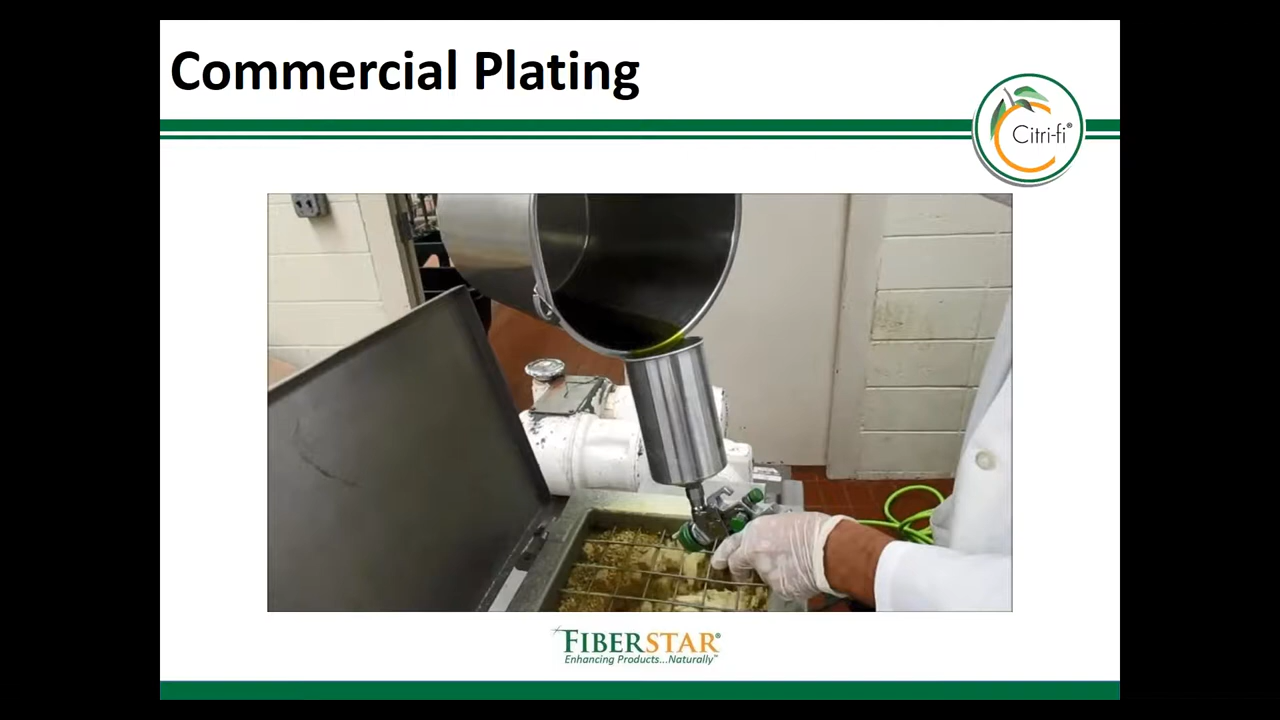 Commercial Plating
Citri-fi®
FIBERSTAR®
Enhancing Products...Naturally™